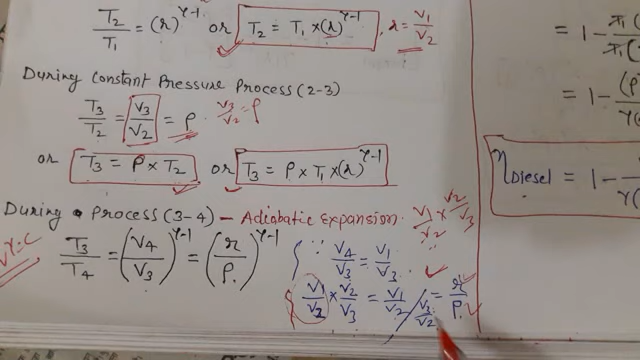 T₂/T₁ = (r)^γ-1 or T₂ = T₁ × (r)^γ-1 , r = V₁/V₂
During Constant Pressure Process (2-3)
T₃/T₂ = V₃/V₂ = ρ V₃/V₂ = ρ
or T₃ = ρ × T₂ or T₃ = ρ × T₁ × (r)^γ-1
During Process (3-4) - Adiabatic Expansion. V₁/V₂ × V₂/V₃
T₃/T₄ = (V₄/V₃)^γ-1 = (r/ρ)^γ-1 { ∵ V₄/V₃ = V₁/V₃
V₁/V₂ × V₂/V₃ = V₁/V₂ / V₃/V₂ = r/ρ
= 1 -
= 1 -
η Diesel = 1 -